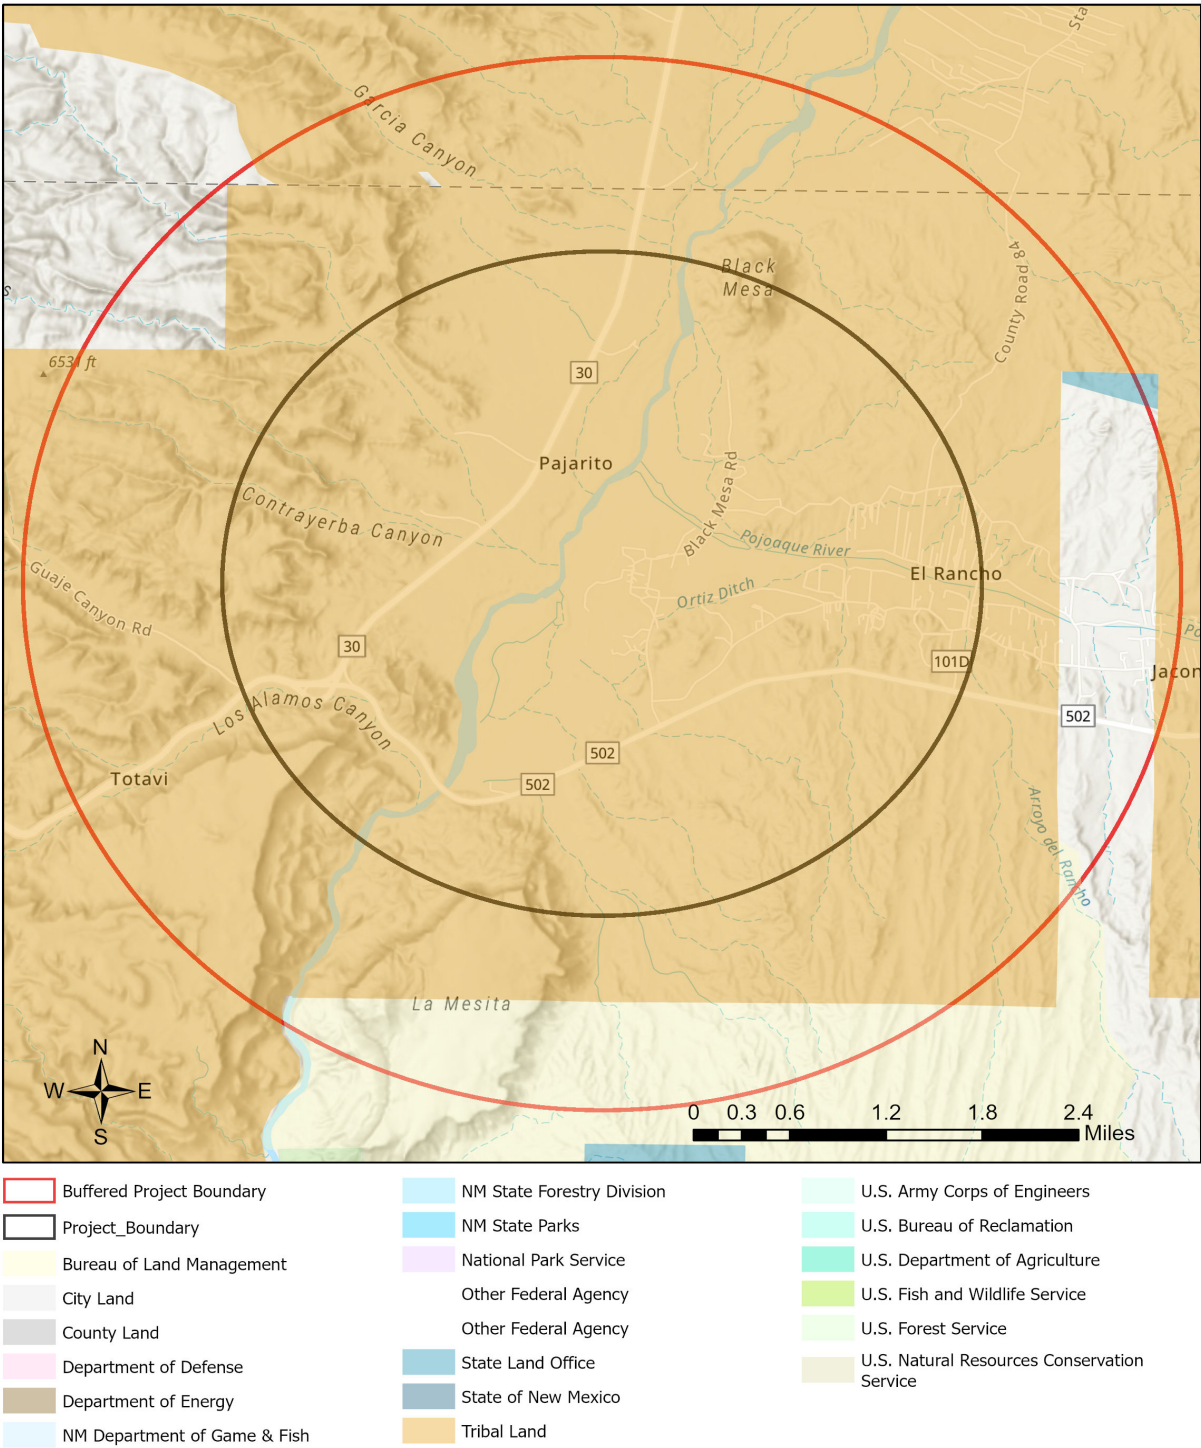 Sta
Garcia Canyon
Black
Mesa
County Road 84
s
6531 ft
30
Pajarito
Contrayerba Canyon
Black Mesa Rd
Pojoaque River
El Rancho
Guaje Canyon Rd
Ortiz Ditch
30
101D
Po
Jacon
Los Alamos Canyon
502
502
502
Totavi
Arroyo del Rancho
La Mesita
N
W E
S
0 0.3 0.6 1.2 1.8 2.4
Miles
Buffered Project Boundary
Project_Boundary
Bureau of Land Management
City Land
County Land
Department of Defense
Department of Energy
NM Department of Game & Fish
NM State Forestry Division
NM State Parks
National Park Service
Other Federal Agency
Other Federal Agency
State Land Office
State of New Mexico
Tribal Land
U.S. Army Corps of Engineers
U.S. Bureau of Reclamation
U.S. Department of Agriculture
U.S. Fish and Wildlife Service
U.S. Forest Service
U.S. Natural Resources Conservation
Service